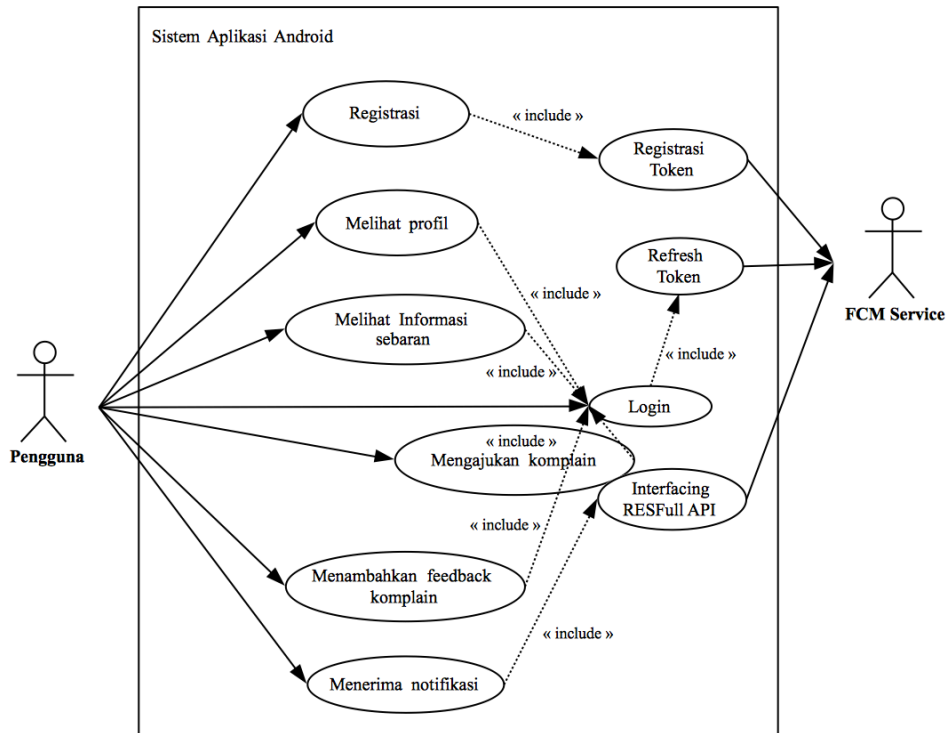 Sistem Aplikasi Android
Registrasi
« include »
Registrasi
Token
Melihat profil
Refresh
Token
« include »
FCM Service
Melihat Informasi
sebaran
« include »
« include »
Login
Pengguna
« include »
Mengajukan komplain
Interfacing
RESFull API
« include »
Menambahkan feedback
komplain
« include »
Menerima notifikasi